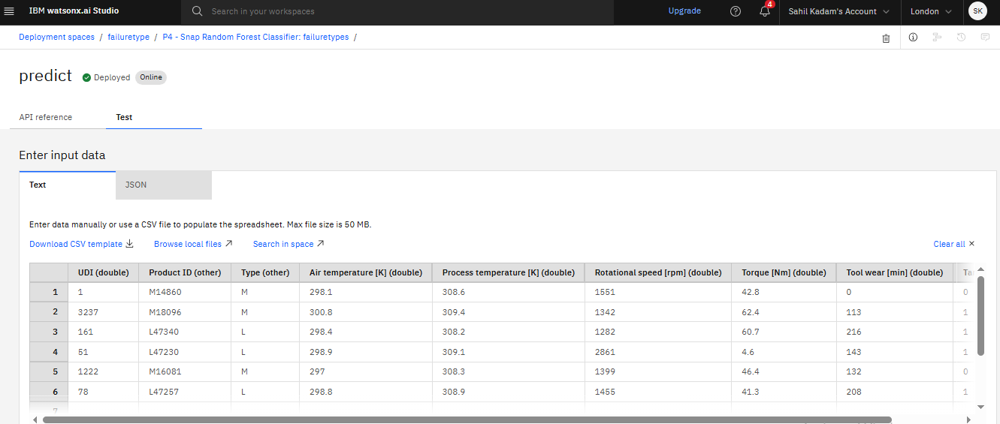 IBM watsonx.ai Studio Search in your workspaces Upgrade 4 Sahil Kadam's Account London SK
Deployment spaces / failuretype / P4 - Snap Random Forest Classifier: failuretypes /
predict Deployed Online
API reference Test
Enter input data
Text JSON
Enter data manually or use a CSV file to populate the spreadsheet. Max file size is 50 MB.
Download CSV template Browse local files Search in space Clear all ×
UDI (double) Product ID (other) Type (other) Air temperature [K] (double) Process temperature [K] (double) Rotational speed [rpm] (double) Torque [Nm] (double) Tool wear [min] (double)
1 1 M14860 M 298.1 308.6 1551 42.8 0 0
2 3237 M18096 M 300.8 309.4 1342 62.4 113 1
3 161 L47340 L 298.4 308.2 1282 60.7 216 1
4 51 L47230 L 298.9 309.1 2861 4.6 143 1
5 1222 M16081 M 297 308.3 1399 46.4 132 0
6 78 L47257 L 298.8 308.9 1455 41.3 208 1
7